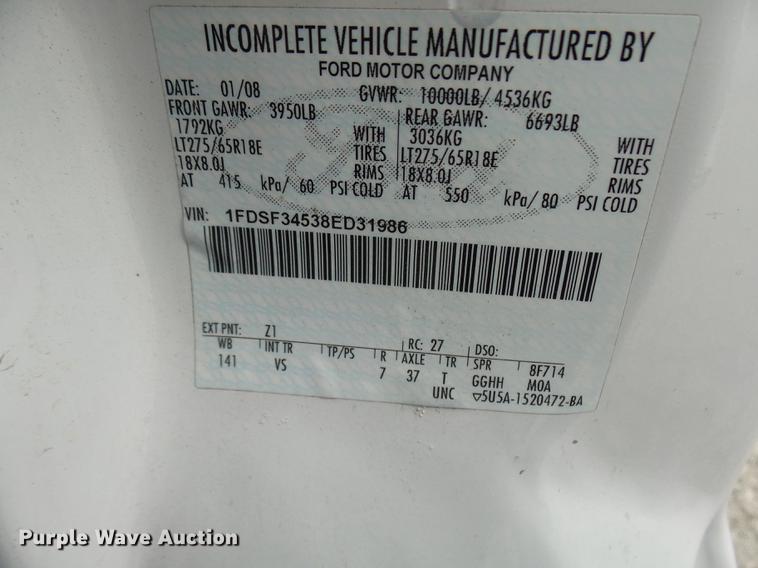 INCOMPLETE VEHICLE MANUFACTURED BY
FORD MOTOR COMPANY
DATE: 01/08 GVWR: 10000LB/ 4536KG
FRONT GAWR: 3950LB REAR GAWR: 6693LB
1792KG WITH 3036KG WITH
LT275/65R18E TIRES LT275/65R18E TIRES
18X8.0J RIMS 18X8.0J RIMS
AT 415 kPa/ 60 PSI COLD AT 550 kPa/ 80 PSI COLD
VIN: 1FDSF34538ED31986
EXT PNT: Z1 RC: 27 DSO:
WB INT TR TP/PS R AXLE TR SPR 8F714
141 VS 7 37 T GGHH MOA
UNC 5U5A-1520472-BA
Purple Wave Auction